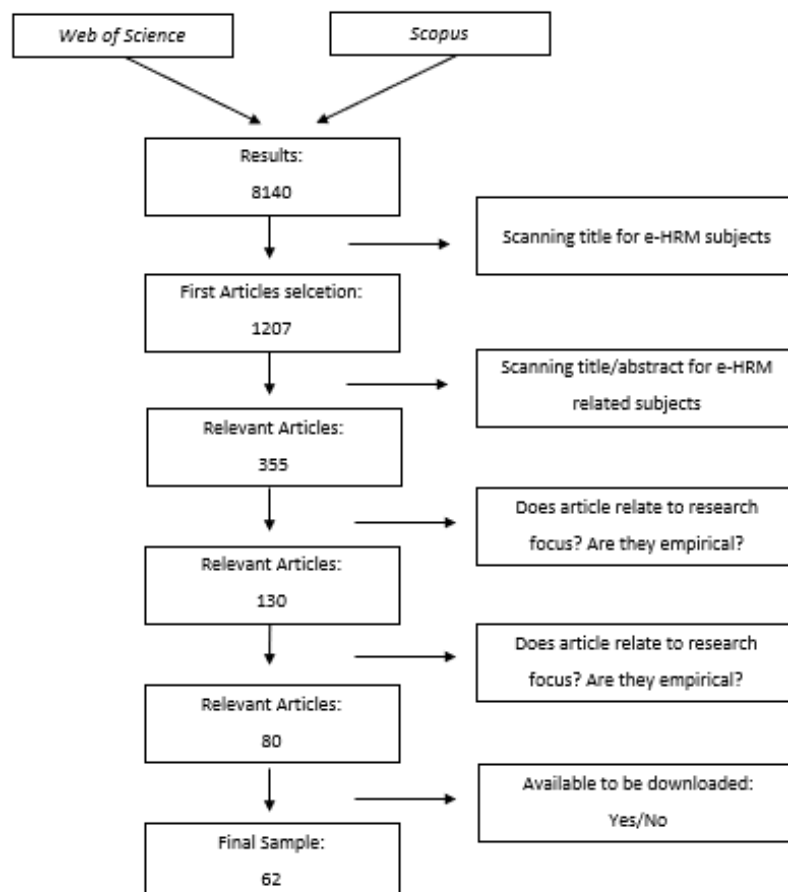 Web of Science
Scopus
Results:
8140
Scanning title for e-HRM subjects
First Articles selcetion:
1207
Scanning title/abstract for e-HRM
related subjects
Relevant Articles:
355
Does article relate to research
focus? Are they empirical?
Relevant Articles:
130
Does article relate to research
focus? Are they empirical?
Relevant Articles:
80
Available to be downloaded:
Yes/No
Final Sample:
62